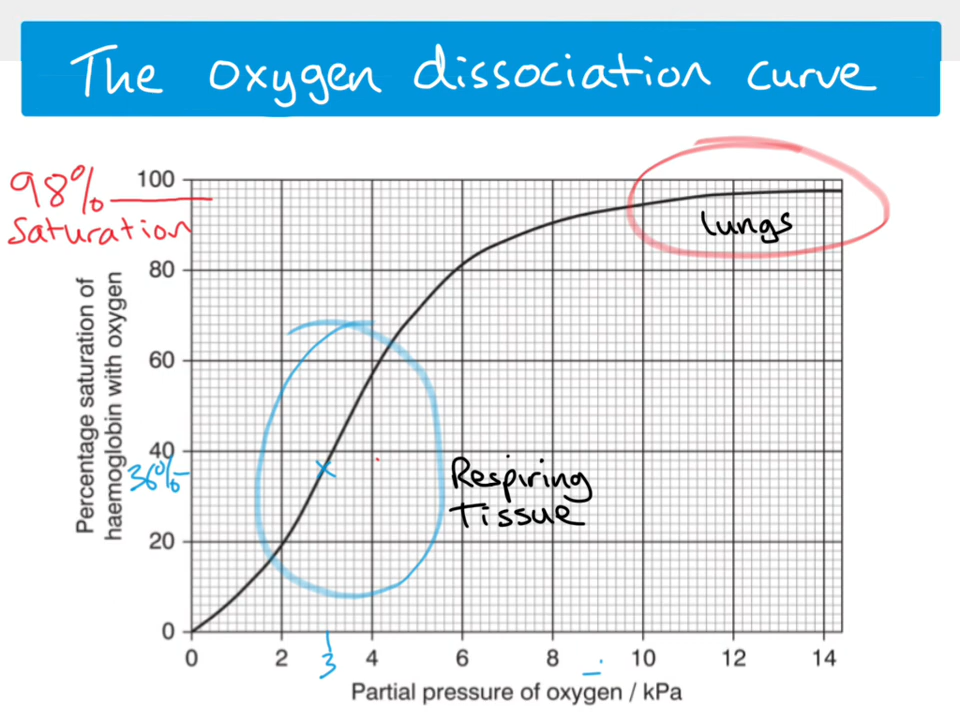 The oxygen dissociation curve
98%
Saturation
100
80
60
40
20
0
36%
Percentage saturation of
haemoglobin with oxygen
lungs
Respiring
Tissue
0 2 4 6 8 10 12 14
3
Partial pressure of oxygen / kPa